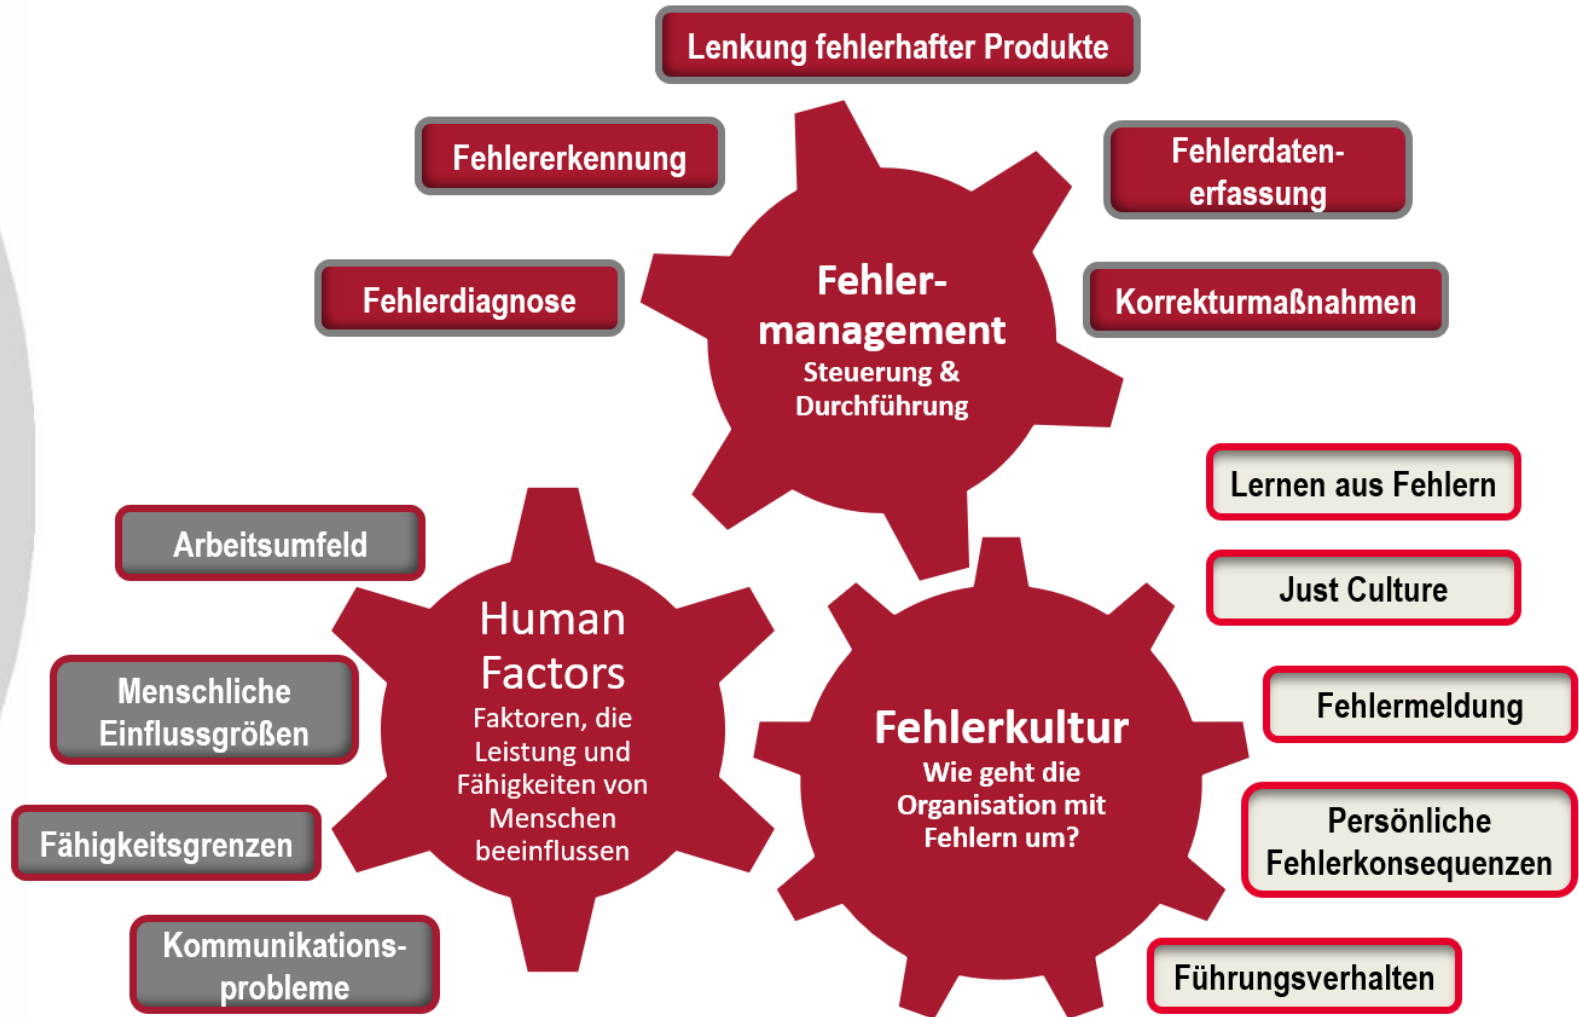 Lenkung fehlerhafter Produkte
Fehlererkennung
Fehlerdaten-
erfassung
Fehlerdiagnose
Korrekturmaßnahmen
Fehler-
management
Steuerung &
Durchführung
Arbeitsumfeld
Menschliche
Einflussgrößen
Fähigkeitsgrenzen
Kommunikations-
probleme
Human
Factors
Faktoren, die
Leistung und
Fähigkeiten von
Menschen
beeinflussen
Fehlerkultur
Wie geht die
Organisation mit
Fehlern um?
Lernen aus Fehlern
Just Culture
Fehlermeldung
Persönliche
Fehlerkonsequenzen
Führungsverhalten